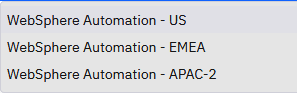 WebSphere Automation - US
WebSphere Automation - EMEA
WebSphere Automation - APAC-2